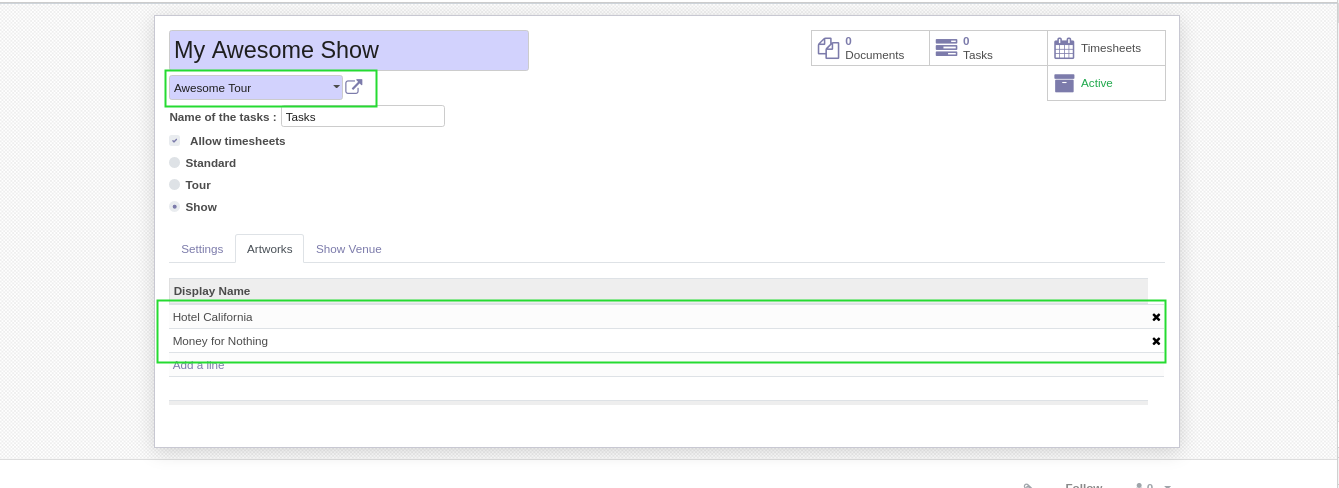 My Awesome Show
0
Documents
0
Tasks
Timesheets
Awesome Tour
Active
Name of the tasks : Tasks
Allow timesheets
Standard
Tour
Show
Settings Artworks Show Venue
Display Name
Hotel California
Money for Nothing
Add a line
Follow 0